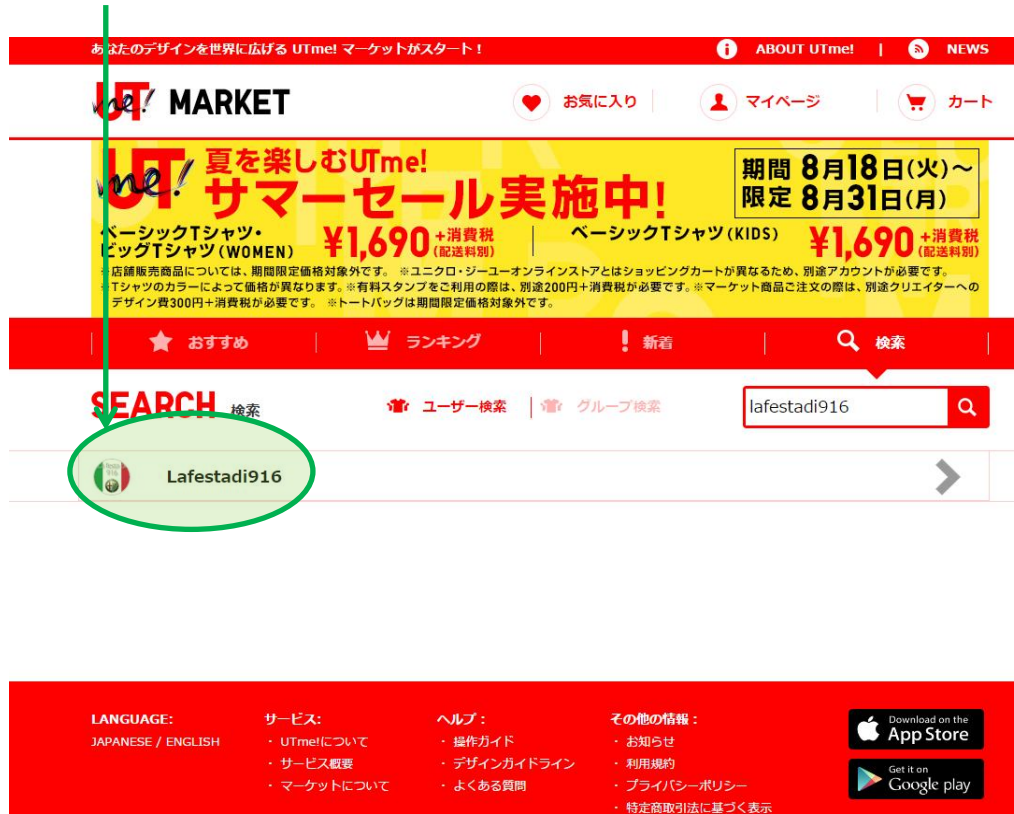 あなたのデザインを世界に広げる UTme! マーケットがスタート！
ABOUT UTme! | NEWS
UT me! MARKET
お気に入り
マイページ
カート
UT me! 夏を楽しむUTme!
サマーセール実施中!
期間 8月18日(火)～
限定 8月31日(月)
ベーシックTシャツ・
ビッグTシャツ(WOMEN)
¥1,690 +消費税
(配送料別)
ベーシックTシャツ(KIDS)
¥1,690 +消費税
(配送料別)
※店舗販売商品については、期間限定価格対象外です。 ※ユニクロ・ジーユーオンラインストアとはショッピングカートが異なるため、別途アカウントが必要です。
※Tシャツのカラーによって価格が異なります。※有料スタンプをご利用の際は、別途200円+消費税が必要です。※マーケット商品ご注文の際は、別途クリエイターへの
デザイン費300円+消費税が必要です。 ※トートバッグは期間限定価格対象外です。
おすすめ
ランキング
新着
検索
SEARCH 検索
ユーザー検索
グループ検索
lafestadi916
Lafestadi916
LANGUAGE:
JAPANESE / ENGLISH
サービス:
・ UTme!について
・ サービス概要
・ マーケットについて
ヘルプ：
・ 操作ガイド
・ デザインガイドライン
・ よくある質問
その他の情報：
・ お知らせ
・ 利用規約
・ プライバシーポリシー
・ 特定商取引法に基づく表示
Download on the
App Store
Get it on
Google play